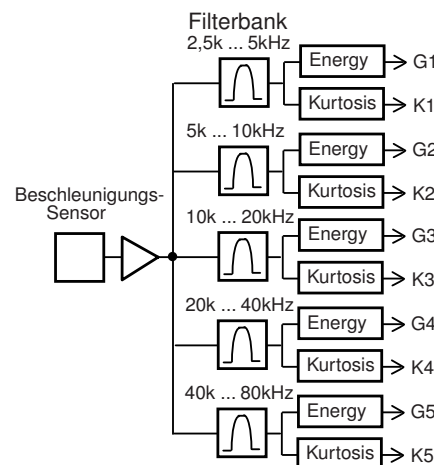 Filterbank
2,5k ... 5kHz
Energy
G1
Kurtosis
K1
5k ... 10kHz
Energy
G2
Kurtosis
K2
Beschleunigungs-
Sensor
10k ... 20kHz
Energy
G3
Kurtosis
K3
20k ... 40kHz
Energy
G4
Kurtosis
K4
40k ... 80kHz
Energy
G5
Kurtosis
K5